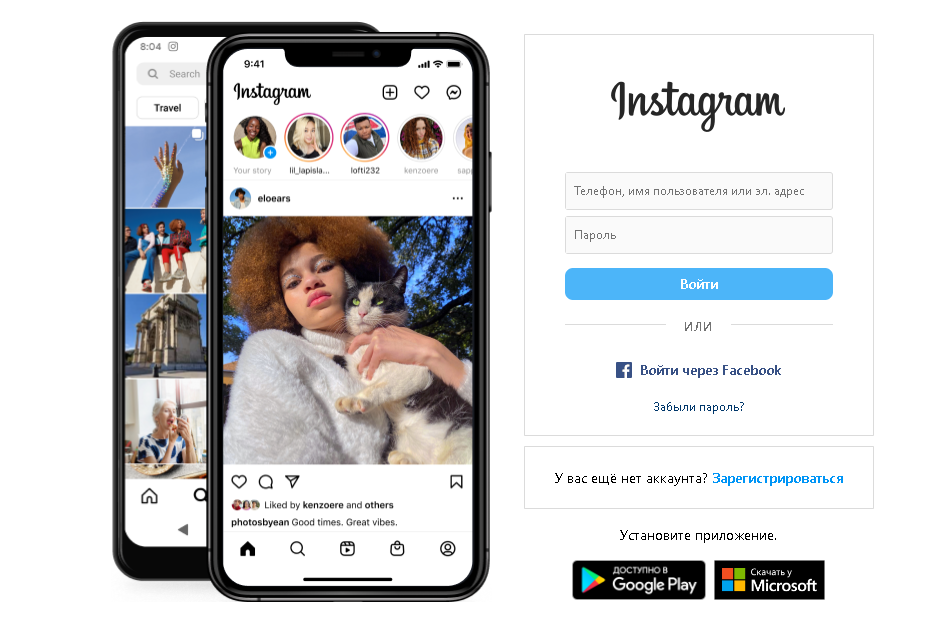 8:04
Search
Travel
9:41
Instagram
Your story
lil_lapisla...
lofti232
kenzoere
sapp
eloears
Liked by kenzoere and others
photosbyean Good times. Great vibes.
Instagram
Телефон, имя пользователя или эл. адрес
Пароль
Войти
ИЛИ
Войти через Facebook
Забыли пароль?
У вас ещё нет аккаунта? Зарегистрироваться
Установите приложение.
ДОСТУПНО В
Google Play
Скачать у
Microsoft